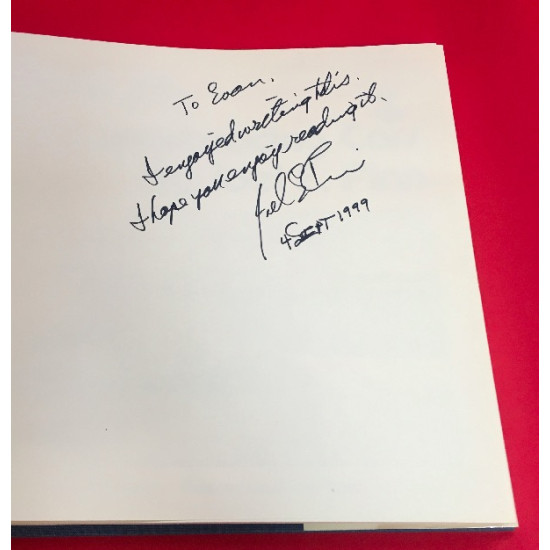 To Evan,
I enjoyed writing this.
I hope you enjoy reading it.
4 SEPT 1999